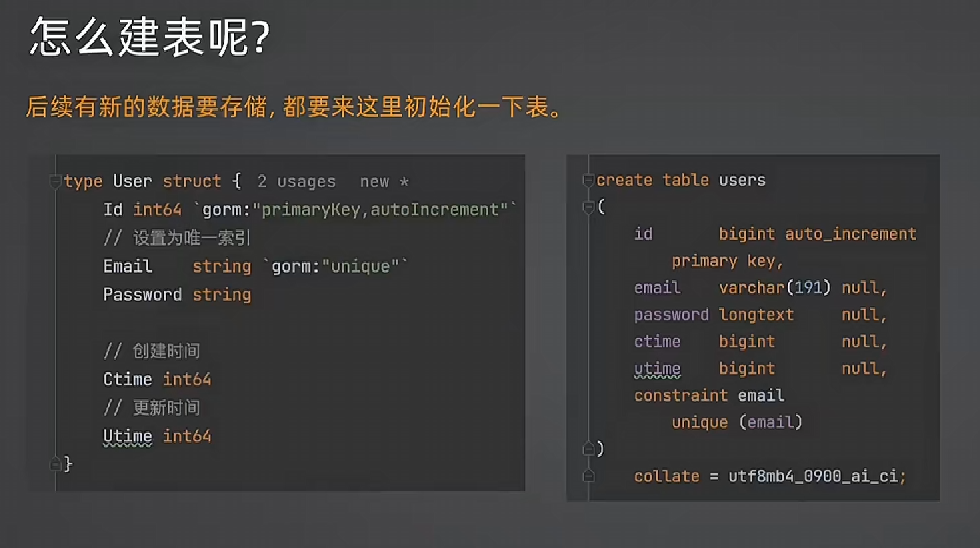 怎么建表呢?
后续有新的数据要存储, 都要来这里初始化一下表。
type User struct { 2 usages new *
Id int64 `gorm:"primaryKey,autoIncrement"`
// 设置为唯一索引
Email string `gorm:"unique"`
Password string
// 创建时间
Ctime int64
// 更新时间
Utime int64
}
create table users
(
id bigint auto_increment
primary key,
email varchar(191) null,
password longtext null,
ctime bigint null,
utime bigint null,
constraint email
unique (email)
)
collate = utf8mb4_0900_ai_ci;